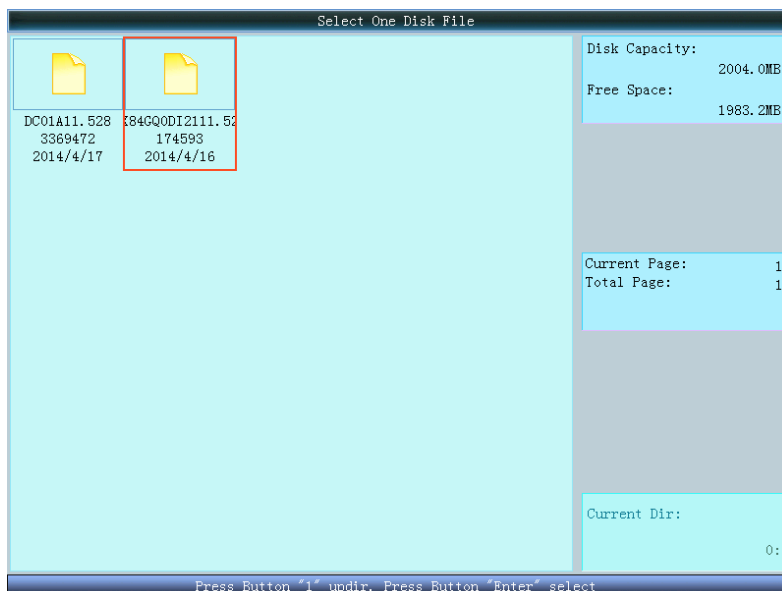 Select One Disk File
DC01A11.528
3369472
2014/4/17
X84GQ0DI2111.52
174593
2014/4/16
Disk Capacity:
2004.0MB
Free Space:
1983.2MB
Current Page: 1
Total Page: 1
Current Dir:
0:
Press Button "1" updir, Press Button "Enter" select